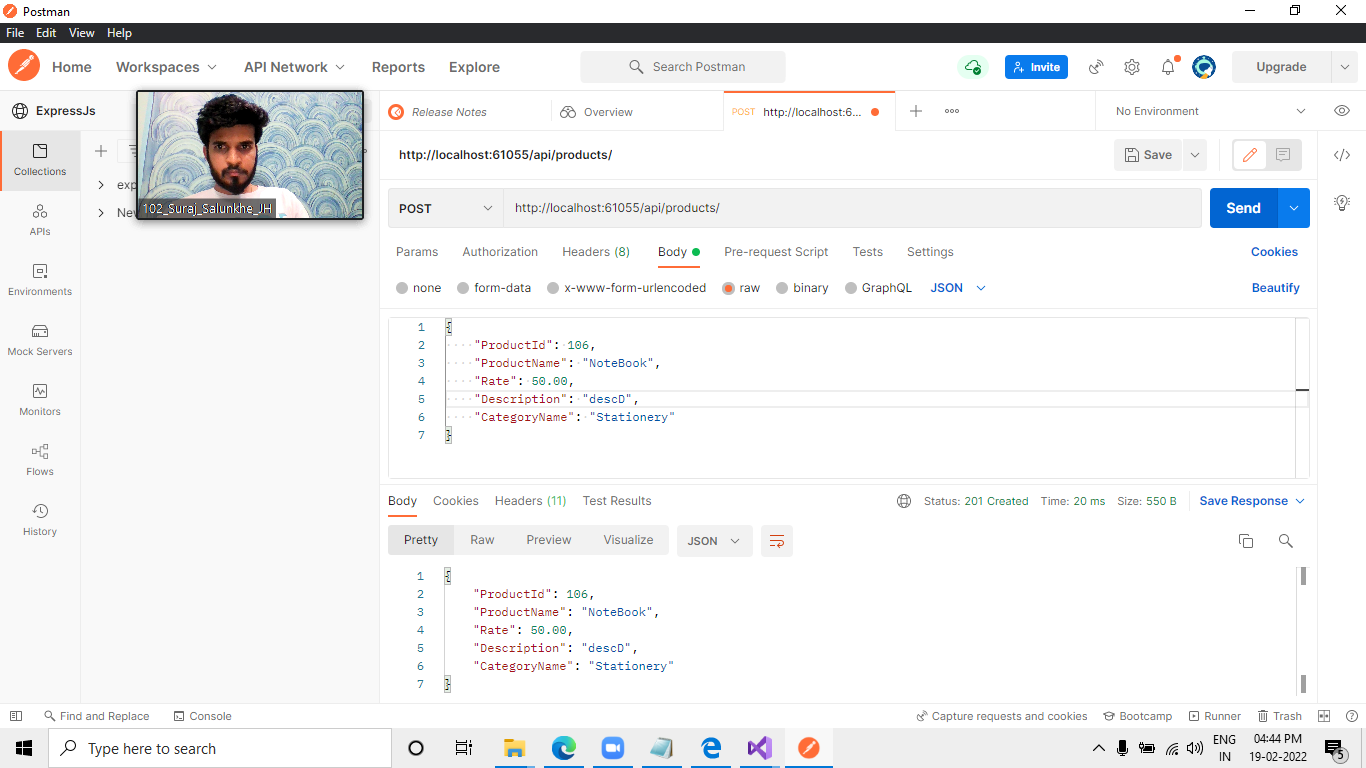 Postman
File Edit View Help
Home Workspaces API Network Reports Explore Search Postman Invite Upgrade
ExpressJs Release Notes Overview POST http://localhost:6... No Environment
102_Suraj_Salunkhe_JH
Collections
APIs
Environments
Mock Servers
Monitors
Flows
History
http://localhost:61055/api/products/ Save
POST http://localhost:61055/api/products/ Send
Params Authorization Headers (8) Body Pre-request Script Tests Settings Cookies
none form-data x-www-form-urlencoded raw binary GraphQL JSON Beautify
1 {
2 "ProductId": 106,
3 "ProductName": "NoteBook",
4 "Rate": 50.00,
5 "Description": "descD",
6 "CategoryName": "Stationery"
7 }
Body Cookies Headers (11) Test Results Status: 201 Created Time: 20 ms Size: 550 B Save Response
Pretty Raw Preview Visualize JSON
1 {
2 "ProductId": 106,
3 "ProductName": "NoteBook",
4 "Rate": 50.00,
5 "Description": "descD",
6 "CategoryName": "Stationery"
7 }
Find and Replace Console Capture requests and cookies Bootcamp Runner Trash
Type here to search ENG IN 04:44 PM 19-02-2022 5